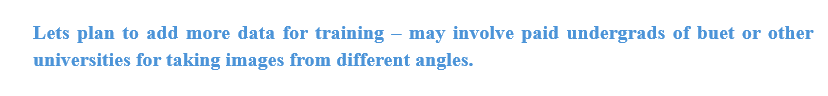 Lets plan to add more data for training – may involve paid undergrads of buet or other
universities for taking images from different angles.